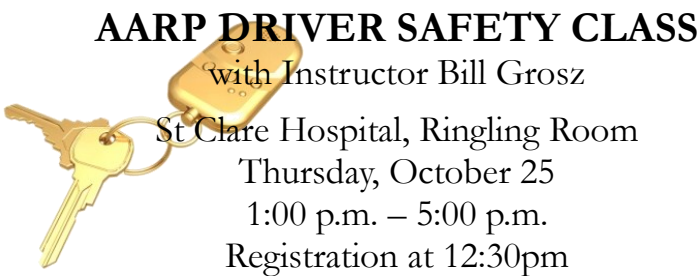 AARP DRIVER SAFETY CLASS
with Instructor Bill Grosz
St Clare Hospital, Ringling Room
Thursday, October 25
1:00 p.m. – 5:00 p.m.
Registration at 12:30pm